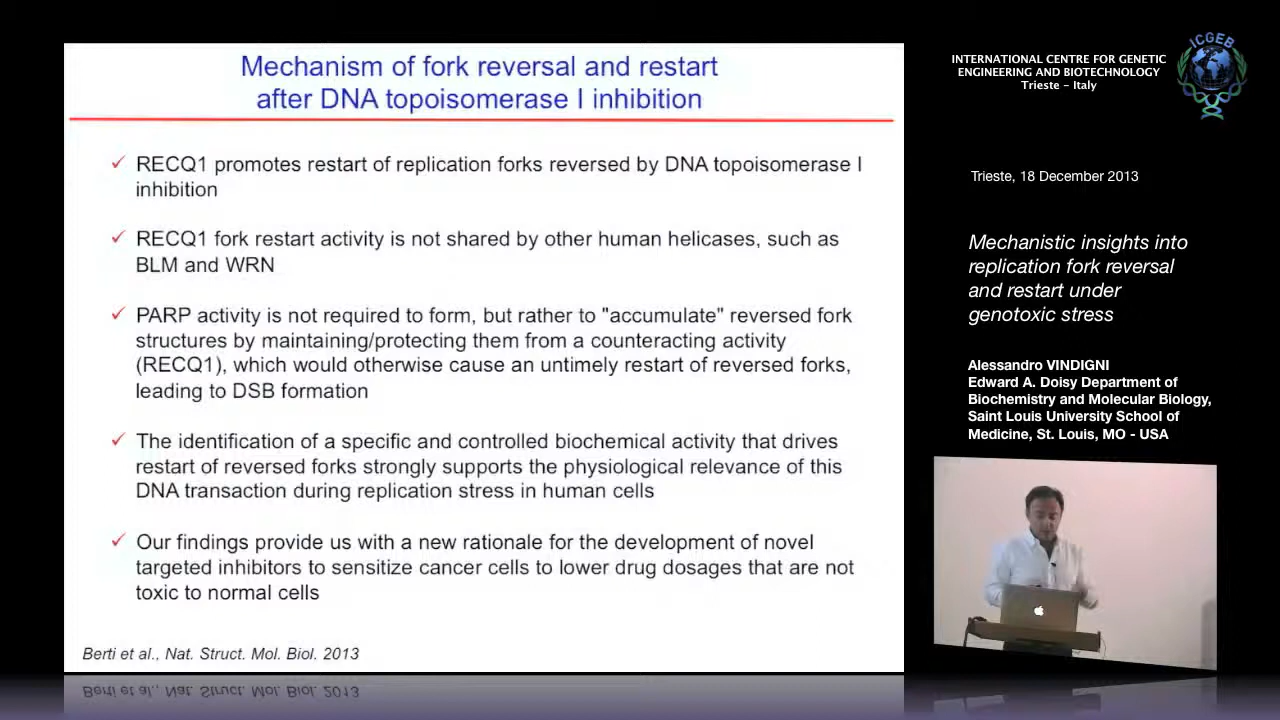 Mechanism of fork reversal and restart
after DNA topoisomerase I inhibition
✓ RECQ1 promotes restart of replication forks reversed by DNA topoisomerase I
inhibition
✓ RECQ1 fork restart activity is not shared by other human helicases, such as
BLM and WRN
✓ PARP activity is not required to form, but rather to "accumulate" reversed fork
structures by maintaining/protecting them from a counteracting activity
(RECQ1), which would otherwise cause an untimely restart of reversed forks,
leading to DSB formation
✓ The identification of a specific and controlled biochemical activity that drives
restart of reversed forks strongly supports the physiological relevance of this
DNA transaction during replication stress in human cells
✓ Our findings provide us with a new rationale for the development of novel
targeted inhibitors to sensitize cancer cells to lower drug dosages that are not
toxic to normal cells
Berti et al., Nat. Struct. Mol. Biol. 2013
INTERNATIONAL CENTRE FOR GENETIC
ENGINEERING AND BIOTECHNOLOGY
Trieste - Italy
ICGEB
Trieste, 18 December 2013
Mechanistic insights into
replication fork reversal
and restart under
genotoxic stress
Alessandro VINDIGNI
Edward A. Doisy Department of
Biochemistry and Molecular Biology,
Saint Louis University School of
Medicine, St. Louis, MO - USA